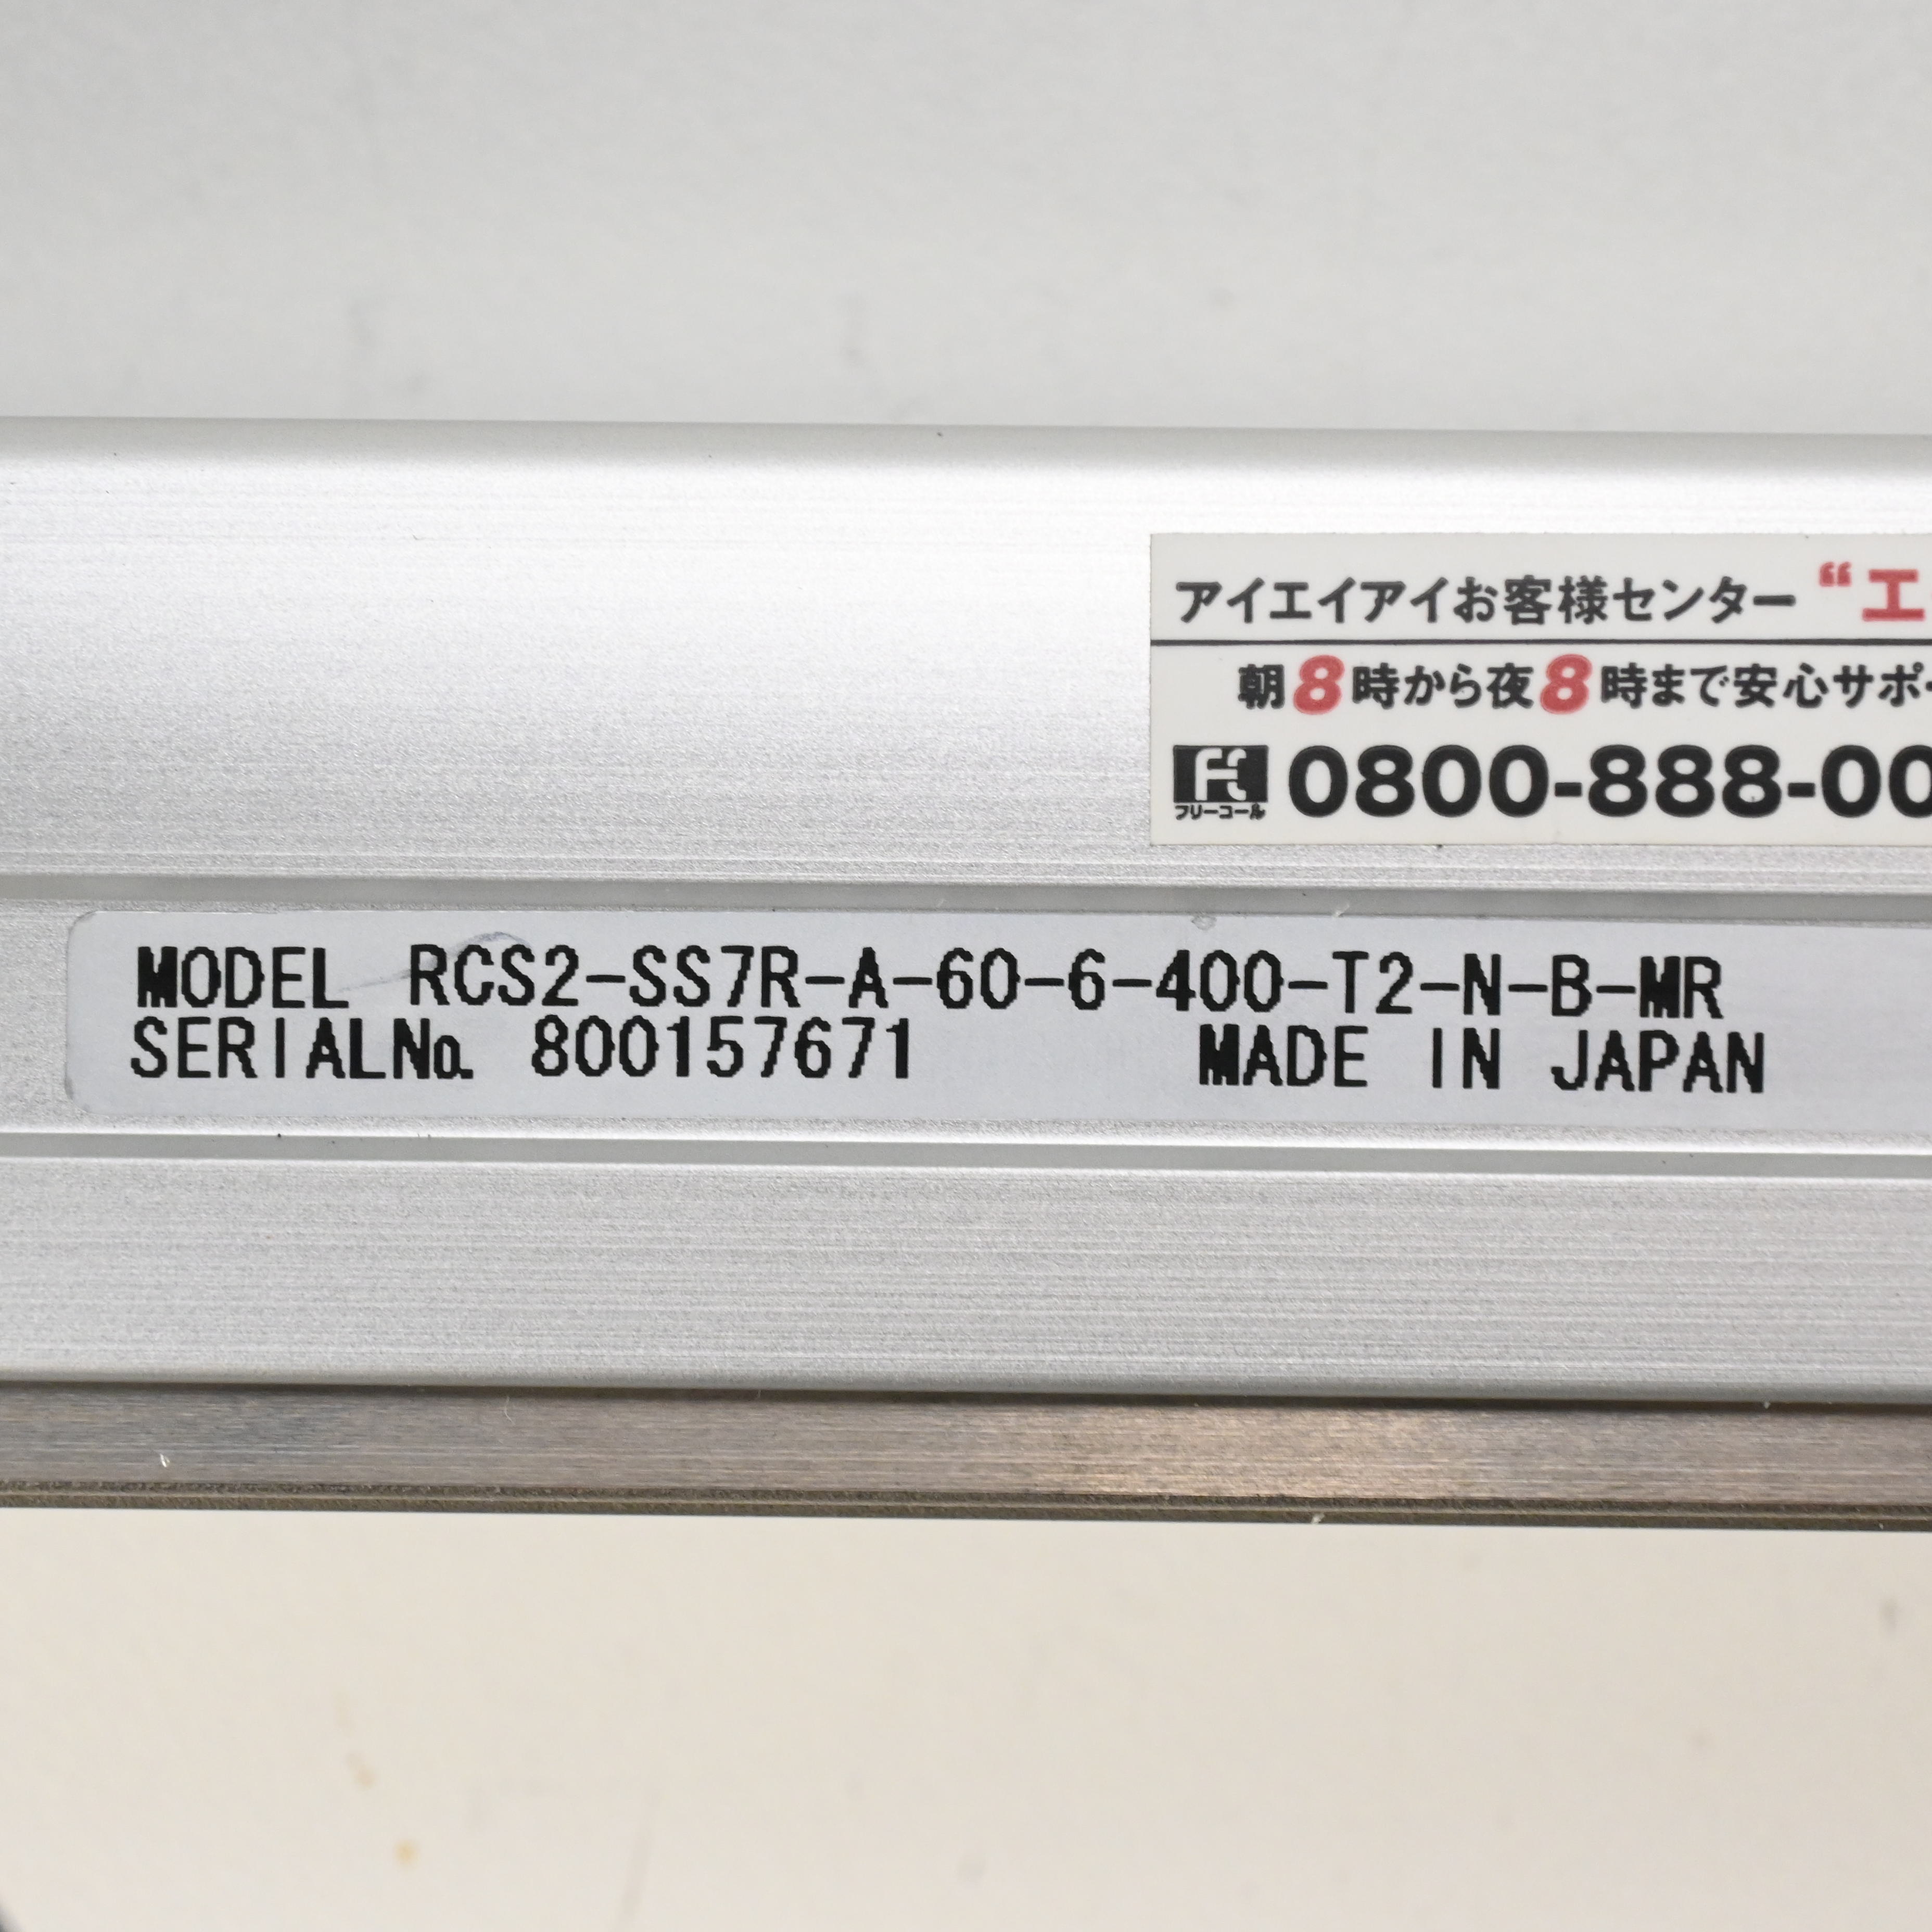 アイエイアイお客様センター “エ
朝8時から夜8時まで安心サポ
フリーコール 0800-888-00
MODEL RCS2-SS7R-A-60-6-400-T2-N-B-MR
SERIALNo. 800157671 MADE IN JAPAN